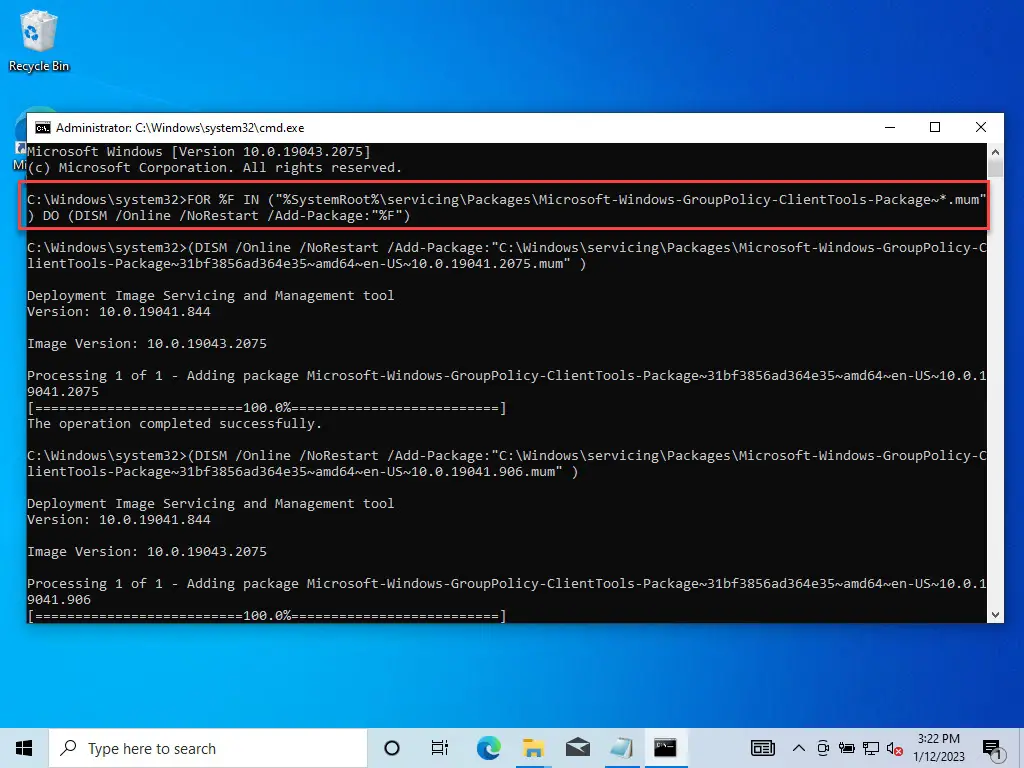 Recycle Bin
Mi
Administrator: C:\Windows\system32\cmd.exe
Microsoft Windows [Version 10.0.19043.2075]
(c) Microsoft Corporation. All rights reserved.
C:\Windows\system32>FOR %F IN ("%SystemRoot%\servicing\Packages\Microsoft-Windows-GroupPolicy-ClientTools-Package~*.mum"
) DO (DISM /Online /NoRestart /Add-Package:"%F")
C:\Windows\system32>(DISM /Online /NoRestart /Add-Package:"C:\Windows\servicing\Packages\Microsoft-Windows-GroupPolicy-C
lientTools-Package~31bf3856ad364e35~amd64~en-US~10.0.19041.2075.mum" )
Deployment Image Servicing and Management tool
Version: 10.0.19041.844
Image Version: 10.0.19043.2075
Processing 1 of 1 - Adding package Microsoft-Windows-GroupPolicy-ClientTools-Package~31bf3856ad364e35~amd64~en-US~10.0.1
9041.2075
[==========================100.0%==========================]
The operation completed successfully.
C:\Windows\system32>(DISM /Online /NoRestart /Add-Package:"C:\Windows\servicing\Packages\Microsoft-Windows-GroupPolicy-C
lientTools-Package~31bf3856ad364e35~amd64~en-US~10.0.19041.906.mum" )
Deployment Image Servicing and Management tool
Version: 10.0.19041.844
Image Version: 10.0.19043.2075
Processing 1 of 1 - Adding package Microsoft-Windows-GroupPolicy-ClientTools-Package~31bf3856ad364e35~amd64~en-US~10.0.1
9041.906
[==========================100.0%==========================]
Type here to search
3:22 PM
1/12/2023
1